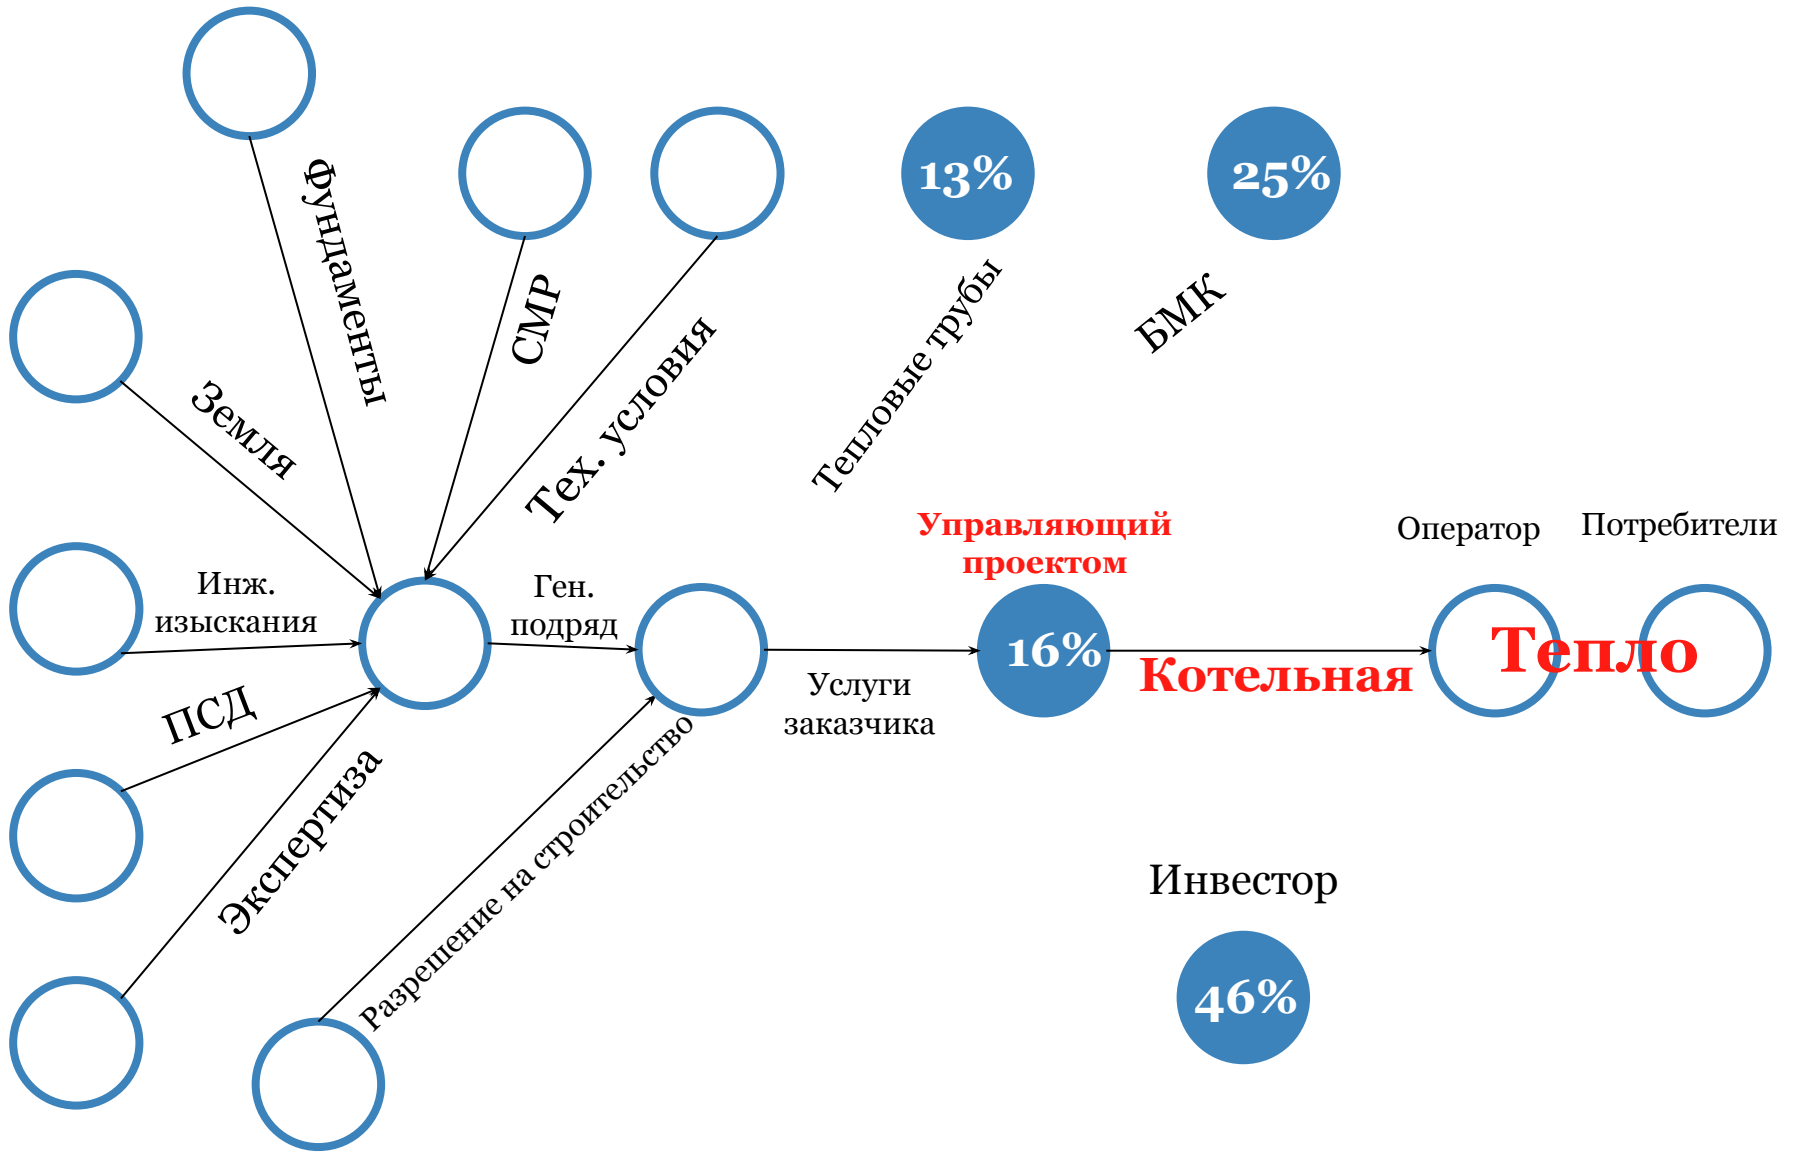 13%
25%
Фундаменты
СМР
Тепловые трубы
БМК
Земля
Тех. условия
Управляющий
проектом
Оператор
Потребители
Инж.
изыскания
Ген.
подряд
16%
Котельная
Тепло
Услуги
заказчика
ПСД
Экспертиза
Разрешение на строительство
Инвестор
46%